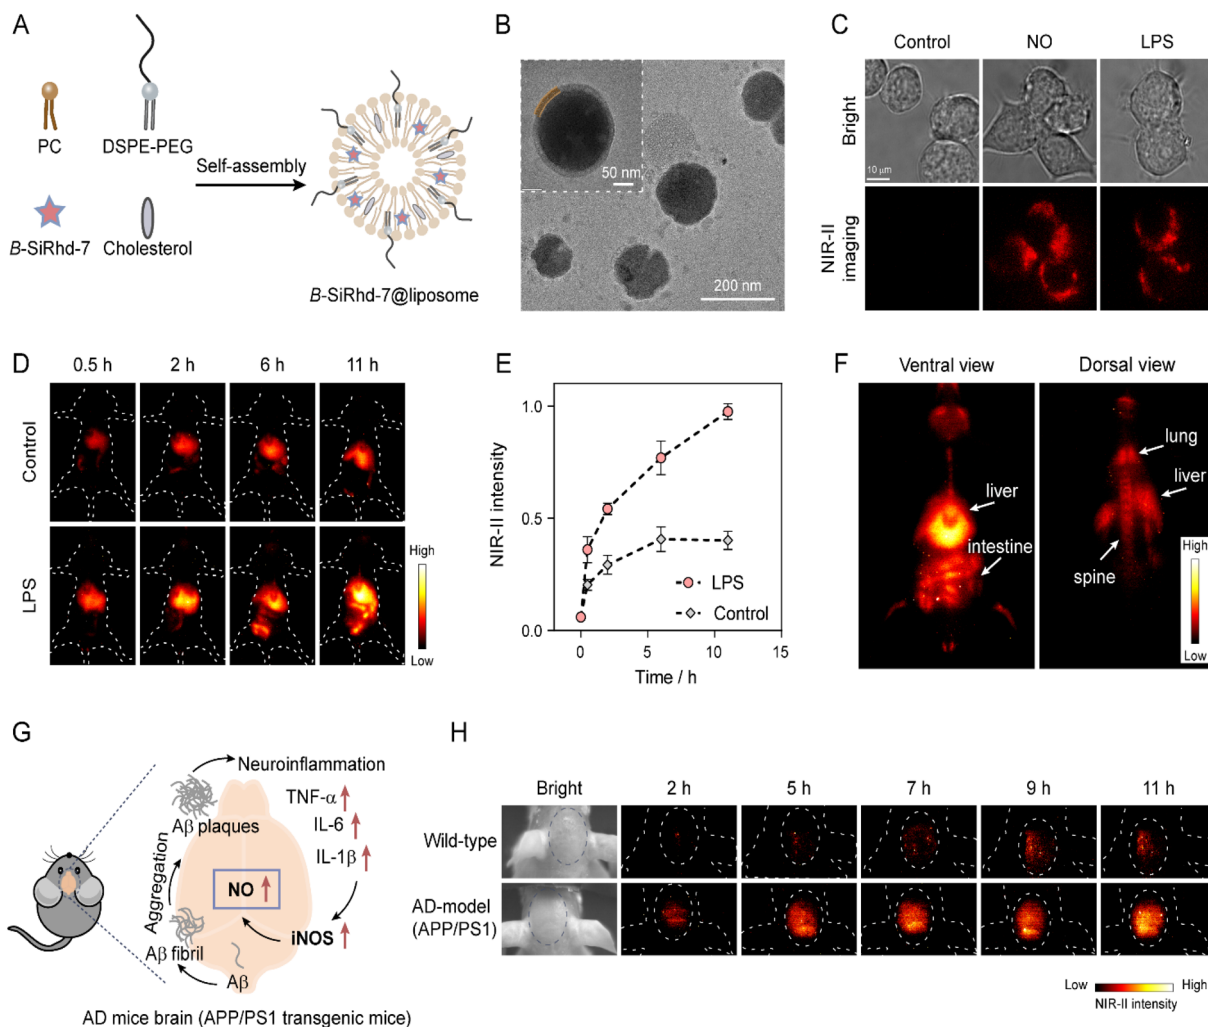 A
PC
DSPE-PEG
B-SiRhd-7
Cholesterol
Self-assembly
B-SiRhd-7@liposome
B
50 nm
200 nm
C
Control NO LPS
Bright
10 µm
NIR-II
imaging
D
0.5 h 2 h 6 h 11 h
Control
LPS
High
Low
E
NIR-II intensity
1.0
0.5
0.0
LPS
Control
0 5 10 15
Time / h
F
Ventral view Dorsal view
liver
intestine
lung
liver
spine
High
Low
G
Neuroinflammation
TNF-α
IL-6
IL-1β
Aβ plaques
Aggregation
NO
iNOS
Aβ fibril
Aβ
AD mice brain (APP/PS1 transgenic mice)
H
Bright 2 h 5 h 7 h 9 h 11 h
Wild-type
AD-model
(APP/PS1)
Low High
NIR-II intensity